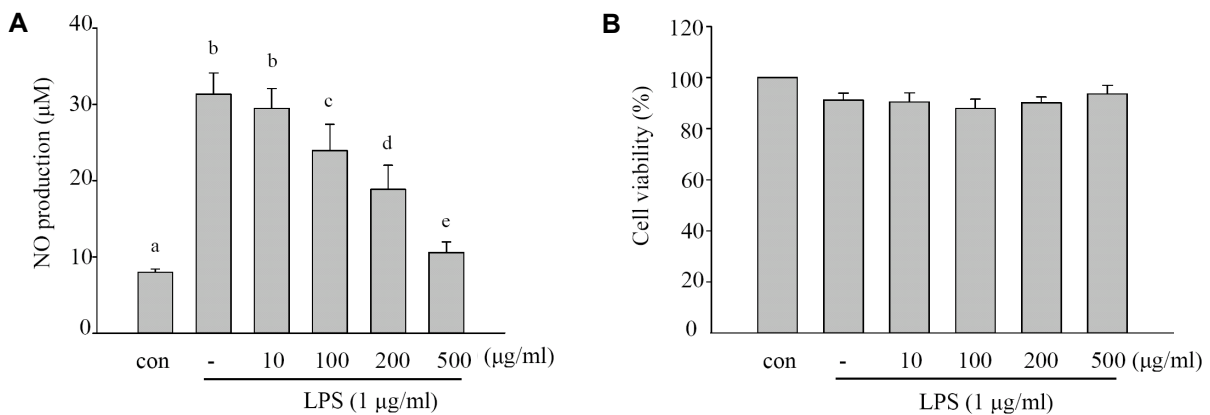 A
NO production (μM)
40
30
20
10
0
b
b
c
d
e
a
con - 10 100 200 500 (μg/ml)
LPS (1 μg/ml)
B
Cell viability (%)
120
100
80
60
40
20
0
con - 10 100 200 500 (μg/ml)
LPS (1 μg/ml)